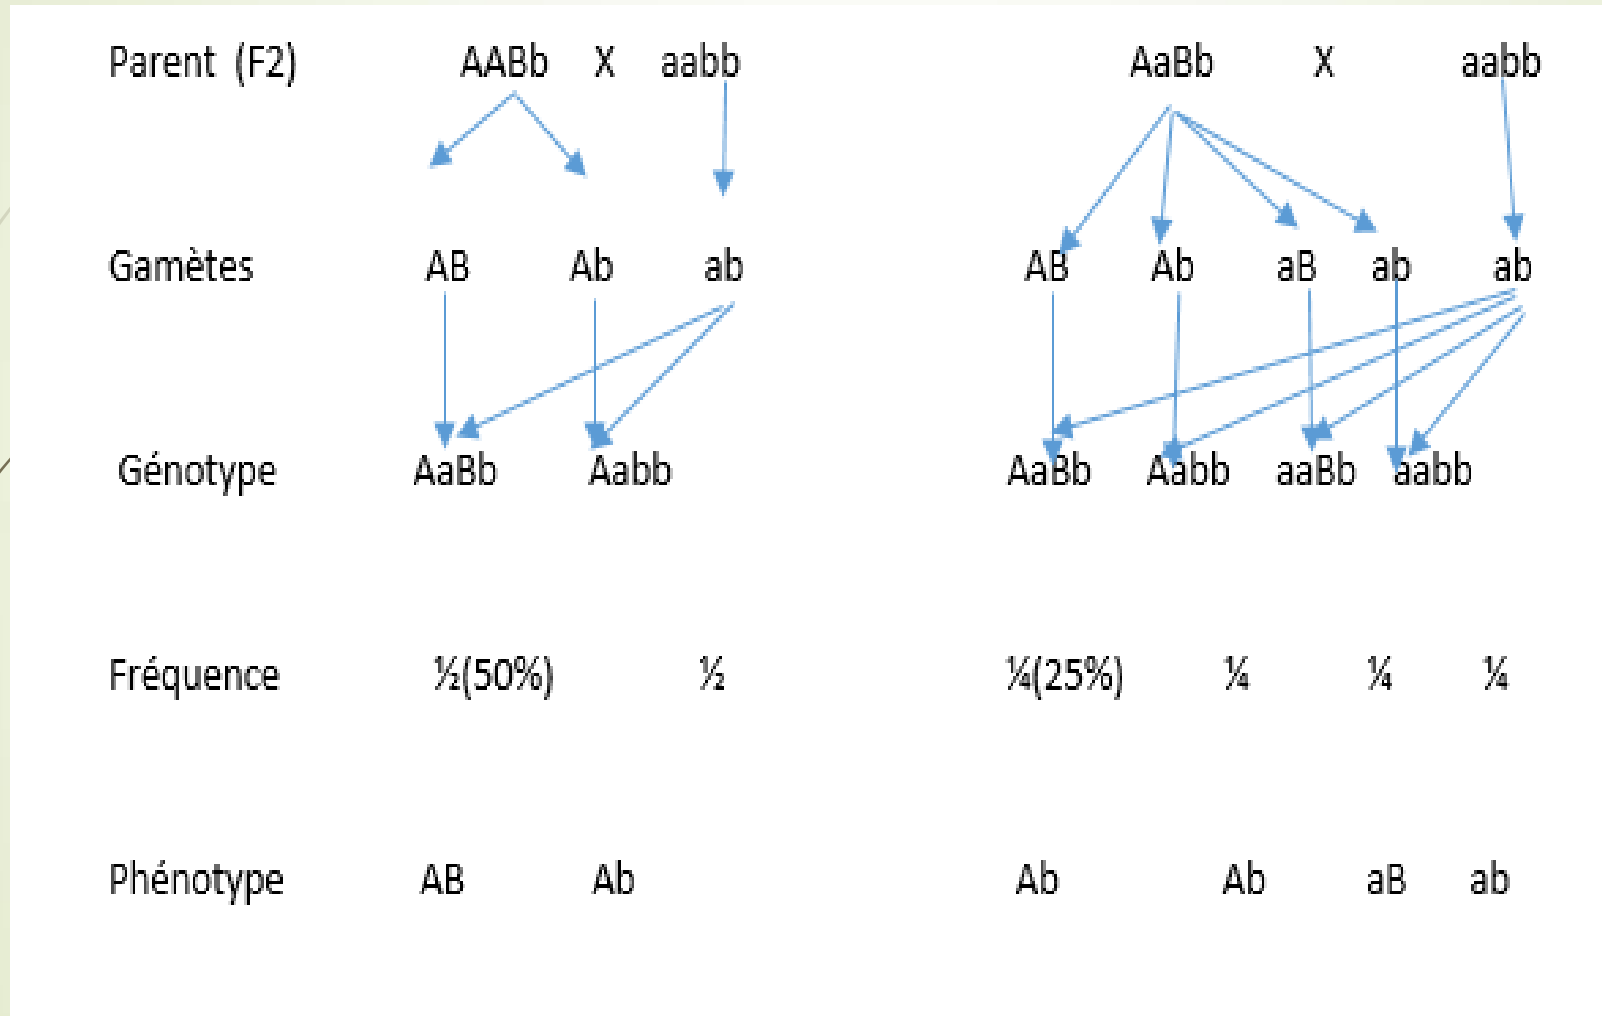 Parent (F2) AABb X aabb AaBb X aabb
Gamètes AB Ab ab AB Ab aB ab ab
Génotype AaBb Aabb AaBb Aabb aaBb aabb
Fréquence ½(50%) ½ ¼(25%) ¼ ¼ ¼
Phénotype AB Ab Ab Ab aB ab